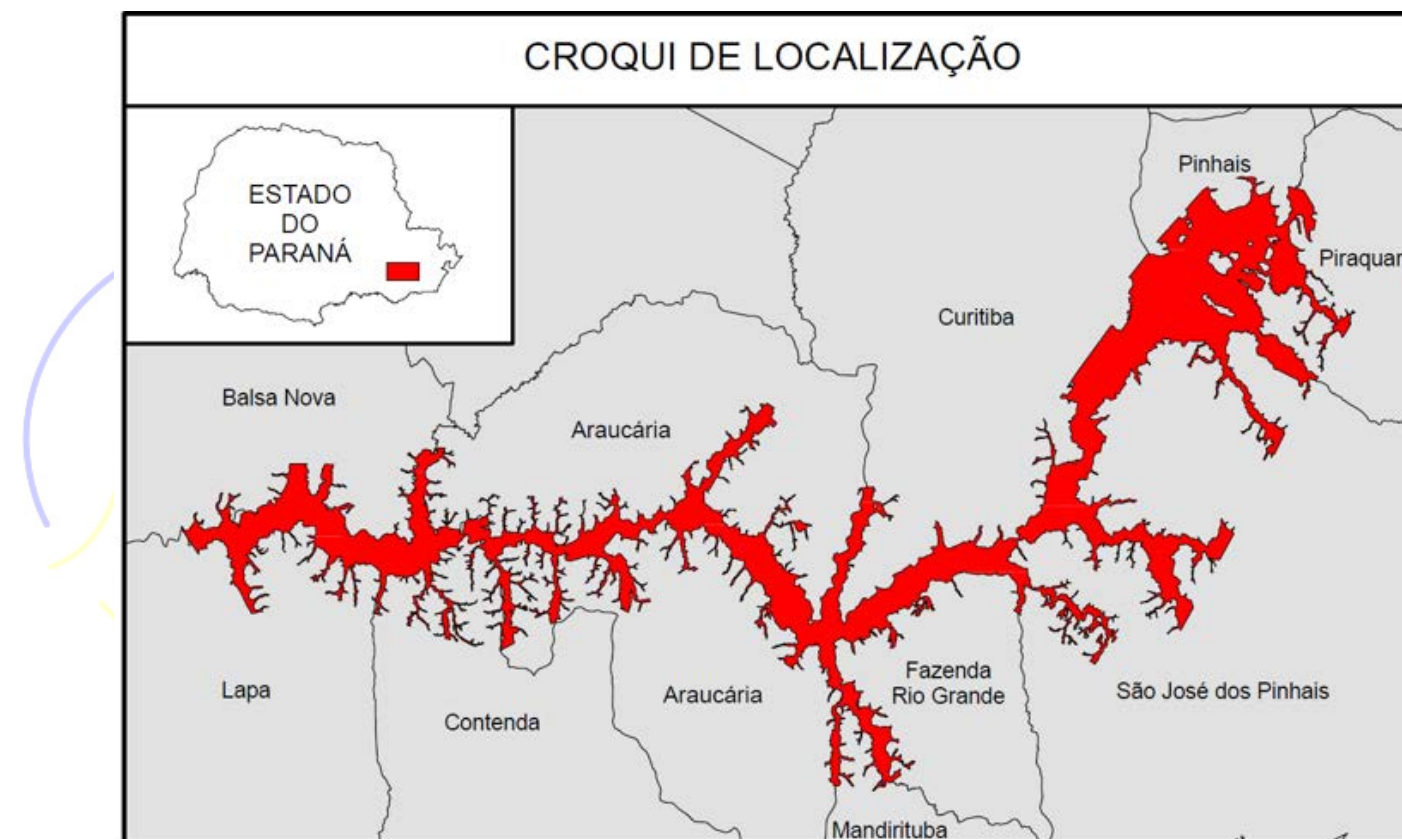 CROQUI DE LOCALIZAÇÃO
ESTADO
DO
PARANÁ
Pinhais
Piraquar
Curitiba
Balsa Nova
Araucária
Fazenda
Rio Grande
Lapa
Araucária
São José dos Pinhais
Contenda
Mandirituba